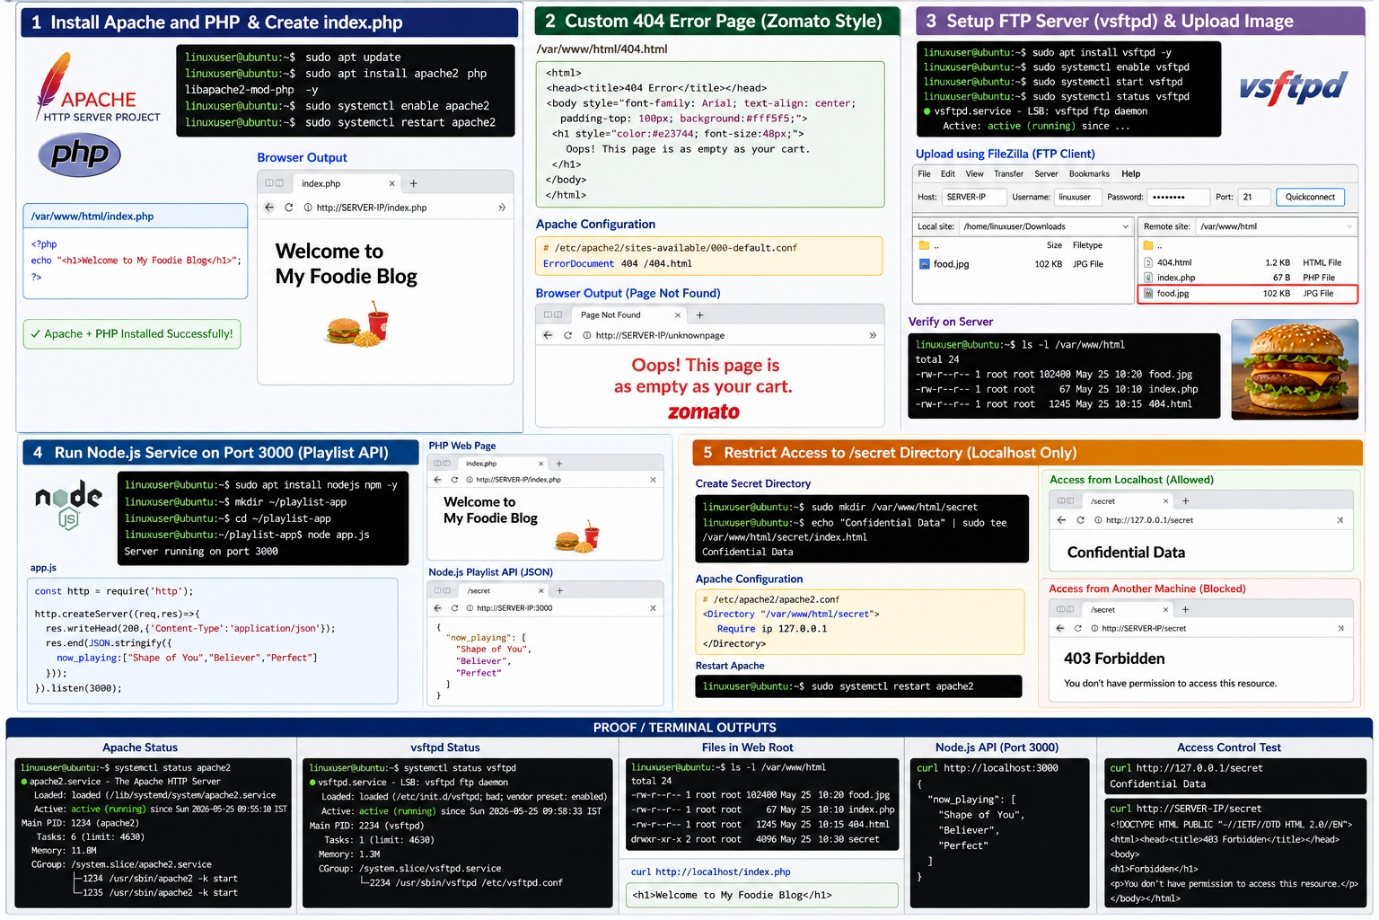 1 Install Apache and PHP & Create index.php
APACHE
HTTP SERVER PROJECT
php
linuxuser@ubuntu:~$ sudo apt update
linuxuser@ubuntu:~$ sudo apt install apache2 php
libapache2-mod-php -y
linuxuser@ubuntu:~$ sudo systemctl enable apache2
linuxuser@ubuntu:~$ sudo systemctl restart apache2
/var/www/html/index.php
<?php
echo "<h1>Welcome to My Foodie Blog</h1>";
?>
✓ Apache + PHP Installed Successfully!
Browser Output
index.php × +
http://SERVER-IP/index.php
Welcome to
My Foodie Blog
2 Custom 404 Error Page (Zomato Style)
/var/www/html/404.html
<html>
<head><title>404 Error</title></head>
<body style="font-family: Arial; text-align: center;
padding-top: 100px; background:#fff5f5;">
<h1 style="color:#e23744; font-size:48px;">
Oops! This page is as empty as your cart.
</h1>
</body>
</html>
Apache Configuration
# /etc/apache2/sites-available/000-default.conf
ErrorDocument 404 /404.html
Browser Output (Page Not Found)
Page Not Found × +
http://SERVER-IP/unknownpage
Oops! This page is
as empty as your cart.
zomato
3 Setup FTP Server (vsftpd) & Upload Image
linuxuser@ubuntu:~$ sudo apt install vsftpd -y
linuxuser@ubuntu:~$ sudo systemctl enable vsftpd
linuxuser@ubuntu:~$ sudo systemctl start vsftpd
linuxuser@ubuntu:~$ sudo systemctl status vsftpd
● vsftpd.service - LSB: vsftpd ftp daemon
Active: active (running) since ...
vsftpd
Upload using FileZilla (FTP Client)
File Edit View Transfer Server Bookmarks Help
Host: SERVER-IP Username: linuxuser Password: •••••••• Port: 21 Quickconnect
Local site: /home/linuxuser/Downloads
.. Size Filetype
food.jpg 102 KB JPG File
Remote site: /var/www/html
..
404.html 1.2 KB HTML File
index.php 67 B PHP File
food.jpg 102 KB JPG File
Verify on Server
linuxuser@ubuntu:~$ ls -l /var/www/html
total 24
-rw-r--r-- 1 root root 102400 May 25 10:20 food.jpg
-rw-r--r-- 1 root root 67 May 25 10:10 index.php
-rw-r--r-- 1 root root 1245 May 25 10:15 404.html
4 Run Node.js Service on Port 3000 (Playlist API)
node
JS
linuxuser@ubuntu:~$ sudo apt install nodejs npm -y
linuxuser@ubuntu:~$ mkdir ~/playlist-app
linuxuser@ubuntu:~$ cd ~/playlist-app
linuxuser@ubuntu:~/playlist-app$ node app.js
Server running on port 3000
app.js
const http = require('http');
http.createServer((req,res)=>{
res.writeHead(200,{'Content-Type':'application/json'});
res.end(JSON.stringify({
now_playing:["Shape of You","Believer","Perfect"]
}));
}).listen(3000);
PHP Web Page
index.php × +
http://SERVER-IP/index.php
Welcome to
My Foodie Blog
Node.js Playlist API (JSON)
/secret × +
http://SERVER-IP:3000
{
"now_playing": [
"Shape of You",
"Believer",
"Perfect"
]
}
5 Restrict Access to /secret Directory (Localhost Only)
Create Secret Directory
linuxuser@ubuntu:~$ sudo mkdir /var/www/html/secret
linuxuser@ubuntu:~$ echo "Confidential Data" | sudo tee
/var/www/html/secret/index.html
Confidential Data
Apache Configuration
# /etc/apache2/apache2.conf
<Directory "/var/www/html/secret">
Require ip 127.0.0.1
</Directory>
Restart Apache
linuxuser@ubuntu:~$ sudo systemctl restart apache2
Access from Localhost (Allowed)
/secret × +
http://127.0.0.1/secret
Confidential Data
Access from Another Machine (Blocked)
/secret × +
http://SERVER-IP/secret
403 Forbidden
You don't have permission to access this resource.
PROOF / TERMINAL OUTPUTS
Apache Status
linuxuser@ubuntu:~$ systemctl status apache2
● apache2.service - The Apache HTTP Server
Loaded: loaded (/lib/systemd/system/apache2.service
Active: active (running) since Sun 2026-05-25 09:55:10 IST
Main PID: 1234 (apache2)
Tasks: 6 (limit: 4630)
Memory: 11.0M
CGroup: /system.slice/apache2.service
├─1234 /usr/sbin/apache2 -k start
└─1235 /usr/sbin/apache2 -k start
vsftpd Status
linuxuser@ubuntu:~$ systemctl status vsftpd
● vsftpd.service - LSB: vsftpd ftp daemon
Loaded: loaded (/etc/init.d/vsftpd; bad; vendor preset: enabled)
Active: active (running) since Sun 2026-05-25 09:58:33 IST
Main PID: 2234 (vsftpd)
Tasks: 1 (limit: 4630)
Memory: 1.3M
CGroup: /system.slice/vsftpd.service
└─2234 /usr/sbin/vsftpd /etc/vsftpd.conf
Files in Web Root
linuxuser@ubuntu:~$ ls -l /var/www/html
total 24
-rw-r--r-- 1 root root 102400 May 25 10:20 food.jpg
-rw-r--r-- 1 root root 67 May 25 10:10 index.php
-rw-r--r-- 1 root root 1245 May 25 10:15 404.html
drwxr-xr-x 2 root root 4096 May 25 10:30 secret
curl http://localhost/index.php
<h1>Welcome to My Foodie Blog</h1>
Node.js API (Port 3000)
curl http://localhost:3000
{
"now_playing": [
"Shape of You",
"Believer",
"Perfect"
]
}
Access Control Test
curl http://127.0.0.1/secret
Confidential Data
curl http://SERVER-IP/secret
<!DOCTYPE HTML PUBLIC "-//IETF//DTD HTML 2.0//EN">
<html><head><title>403 Forbidden</title></head>
<body>
<h1>Forbidden</h1>
<p>You don't have permission to access this resource.</p>
</body></html>